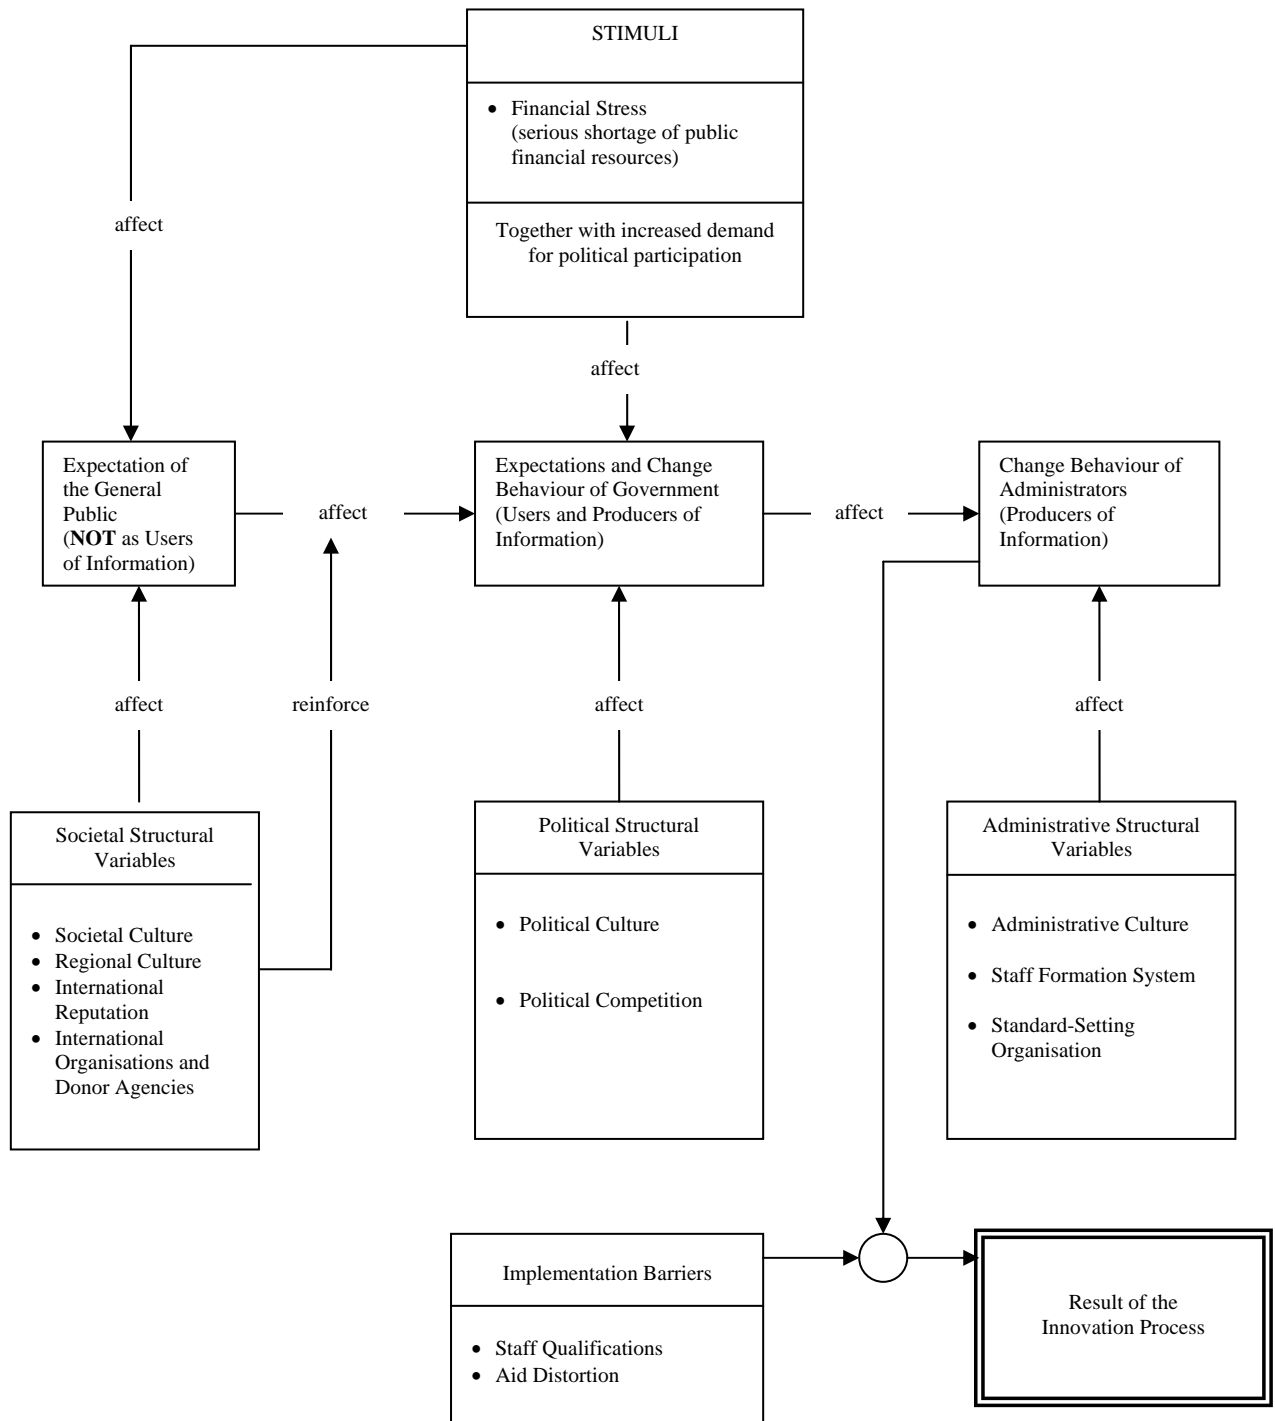 STIMULI
• Financial Stress
(serious shortage of public
financial resources)
Together with increased demand
for political participation
affect
affect
Expectation of
the General
Public
(NOT as Users
of Information)
affect
Expectations and Change
Behaviour of Government
(Users and Producers of
Information)
affect
Change Behaviour of
Administrators
(Producers of
Information)
affect
reinforce
affect
affect
Societal Structural
Variables
• Societal Culture
• Regional Culture
• International
Reputation
• International
Organisations and
Donor Agencies
Political Structural
Variables
• Political Culture
• Political Competition
Administrative Structural
Variables
• Administrative Culture
• Staff Formation System
• Standard-Setting
Organisation
Implementation Barriers
• Staff Qualifications
• Aid Distortion
Result of the
Innovation Process